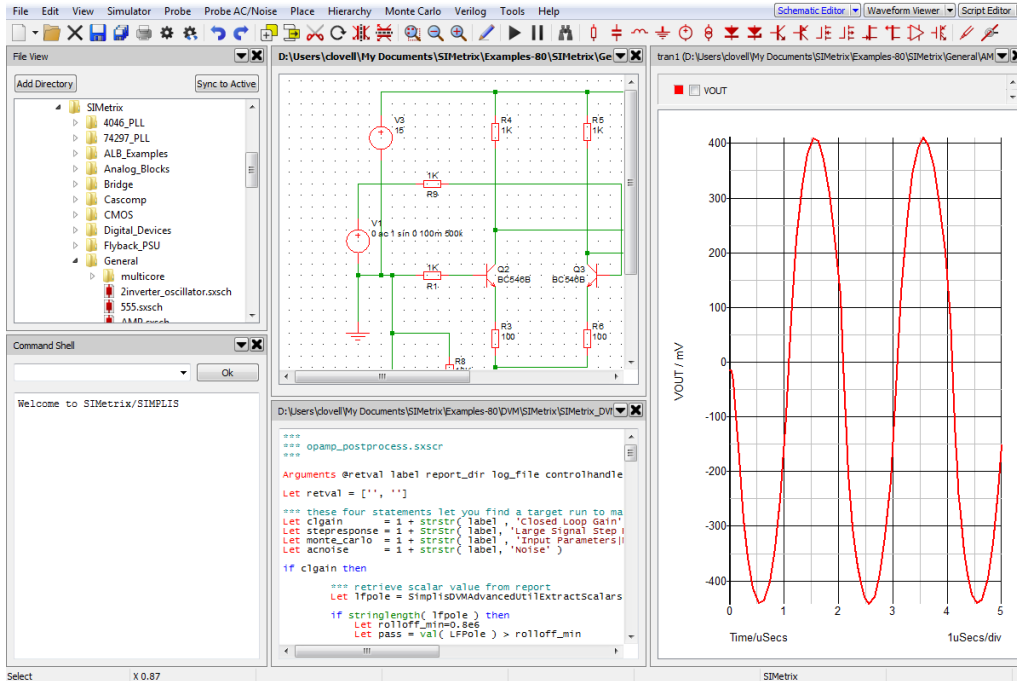 File Edit View Simulator Probe Probe AC/Noise Place Hierarchy Monte Carlo Verilog Tools Help
Schematic Editor Waveform Viewer Script Editor
File View
Add Directory Sync to Active
SIMetrix
4046_PLL
74297_PLL
ALB_Examples
Analog_Blocks
Bridge
Cascomp
CMOS
Digital_Devices
Flyback_PSU
General
multicore
2inverter_oscillator.sxsch
555.sxsch
AMP.sxsch
Command Shell
Ok
Welcome to SIMetrix/SIMPLIS
D:\Users\clovell\My Documents\SIMetrix\Examples-80\SIMetrix\Ge
V3
15
R4
1K
R5
1K
1K
R9
V1
0 ac 1 sin 0 100m 500k
1K
R1
Q2
BC546B
Q3
BC546B
R3
100
R6
100
R8
D:\Users\clovell\My Documents\SIMetrix\Examples-80\DVM\SIMetrix\SIMetrix_DVI
***
*** opamp_postprocess.sxscr
***
Arguments @retval label report_dir log_file controlhandle
Let retval = ['', '']
*** these four statements let you find a target run to ma
Let clgain = 1 + strstr( label , 'Closed Loop Gain'
Let stepresponse = 1 + StrStr( label, 'Large Signal Step
Let monte_carlo = 1 + strstr( label , 'Input Parameters|
Let acnoise = 1 + StrStr( label, 'Noise' )
if clgain then
*** retrieve scalar value from report
Let lfpole = SimplisDVMAdvancedUtilExtractScalars
if stringlength( lfpole ) then
Let rolloff_min=0.8e6
Let pass = val( LFPole ) > rolloff_min
tran1 (D:\Users\clovell\My Documents\SIMetrix\Examples-80\SIMetrix\General\AM
VOUT
VOUT / mV
400
300
200
100
0
-100
-200
-300
-400
0 1 2 3 4 5
Time/uSecs 1uSecs/div
Select X 0.87 SIMetrix